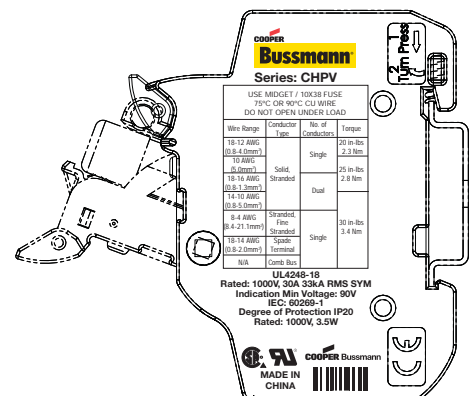 COOPER
Bussmann®
Series: CHPV
USE MIDGET / 10X38 FUSE
75°C OR 90°C CU WIRE
DO NOT OPEN UNDER LOAD
Wire Range Conductor Type No. of Conductors Torque
18-12 AWG (0.8-4.0mm²) Solid, Stranded Single 20 in-lbs 2.3 Nm
10 AWG (5.0mm²) 25 in-lbs 2.8 Nm
18-16 AWG (0.8-1.3mm²) Dual
14-10 AWG (0.8-5.0mm²) 30 in-lbs 3.4 Nm
8-4 AWG (8.4-21.1mm²) Stranded, Fine Stranded Single
18-14 AWG (0.8-2.0mm²) Spade Terminal
N/A Comb Bus
UL4248-18
Rated: 1000V, 30A 33kA RMS SYM
Indication Min Voltage: 90V
IEC: 60269-1
Degree of Protection IP20
Rated: 1000V, 3.5W
COOPER Bussmann
MADE IN
CHINA
1 Press
2 Turn
CE